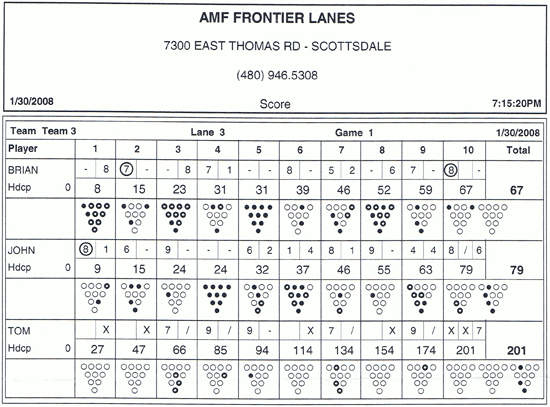 AMF FRONTIER LANES
7300 EAST THOMAS RD - SCOTTSDALE
(480) 946.5308
1/30/2008 Score 7:15:20PM
Team Team 3 Lane 3 Game 1 1/30/2008
Player 1 2 3 4 5 6 7 8 9 10 Total
BRIAN - 8 7 - - 8 7 1 - - 8 - 5 2 - 6 7 - 8 -
Hdcp 0 8 15 23 31 31 39 46 52 59 67 67
JOHN 8 1 6 - 9 - - - 6 2 1 4 8 1 9 - 4 4 8 / 6
Hdcp 0 9 15 24 24 32 37 46 55 63 79 79
TOM X X 7 / 9 / 9 - X 7 / X 9 / X X 7
Hdcp 0 27 47 66 85 94 114 134 154 174 201 201